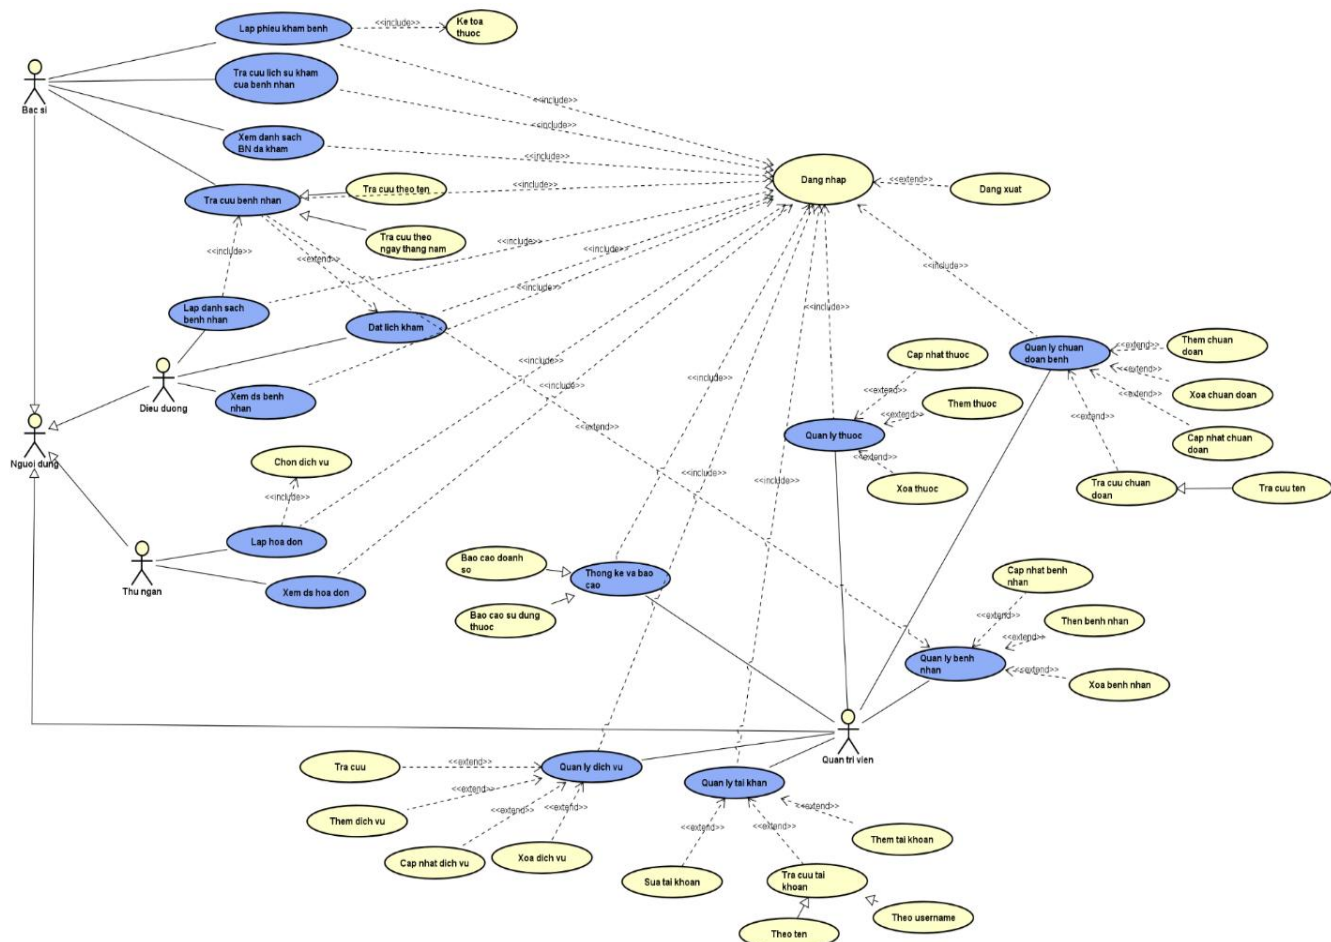 Lap phieu kham benh
<<include>>
Ke toa
thuoc
Bac si
Tra cuu lich su kham
cua benh nhan
<<include>>
<<include>>
Xem danh sach
BN da kham
<<include>>
Dang nhap
<<extend>>
Dang xuat
Tra cuu benh nhan
Tra cuu theo ten
<<include>>
Tra cuu theo
ngay thang nam
<<include>>
<<extend>>
<<include>>
<<include>>
<<include>>
<<include>>
Lap danh sach
benh nhan
Dat lich kham
<<include>>
Dieu duong
Xem ds benh
nhan
Nguoi dung
<<include>>
<<include>>
<<include>>
<<extend>>
<<include>>
<<include>>
Cap nhat thuoc
<<extend>>
Them thuoc
<<extend>>
Quan ly thuoc
<<extend>>
Xoa thuoc
Quan ly chuan
doan benh
<<extend>>
Them chuan
doan
<<extend>>
Xoa chuan doan
<<extend>>
Cap nhat chuan
doan
<<extend>>
Tra cuu chuan
doan
Tra cuu ten
Chon dich vu
<<include>>
Lap hoa don
Thu ngan
Xem ds hoa don
Bao cao doanh
so
Thong ke va bao
cao
Bao cao su dung
thuoc
Cap nhat benh
nhan
<<extend>>
Then benh nhan
<<extend>>
Quan ly benh
nhan
<<extend>>
Xoa benh nhan
Quan tri vien
Tra cuu
<<extend>>
Quan ly dich vu
Quan ly tai khan
<<extend>>
Them dich vu
<<extend>>
<<extend>>
Cap nhat dich vu
Xoa dich vu
<<extend>>
<<extend>>
<<extend>>
Them tai khoan
Sua tai khoan
Tra cuu tai
khoan
Theo username
Theo ten